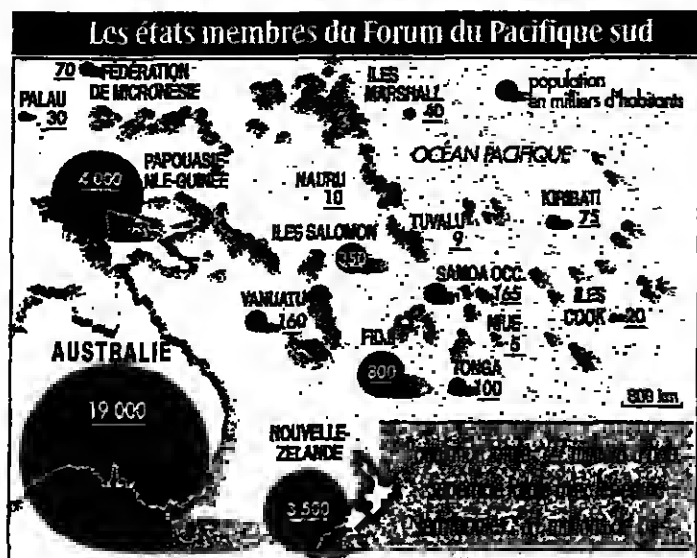 Les états membres du Forum du Pacifique sud
70
FÉDÉRATION
DE MICRONESIE
PALAU
30
ILES
MARSHALL
40
population
en milliers d'habitants
OCÉAN PACIFIQUE
PAPOUASIE
NLE-GUINÉE
4 000
NAURU
10
TUVALU
9
KIRIBATI
75
ILES SALOMON
350
SAMOA OCC.
165
VANUATU
160
NIUE
5
ILES
COOK
20
FIDJI
800
TONGA
100
AUSTRALIE
19 000
800 km
NOUVELLE-
ZELANDE
3 500